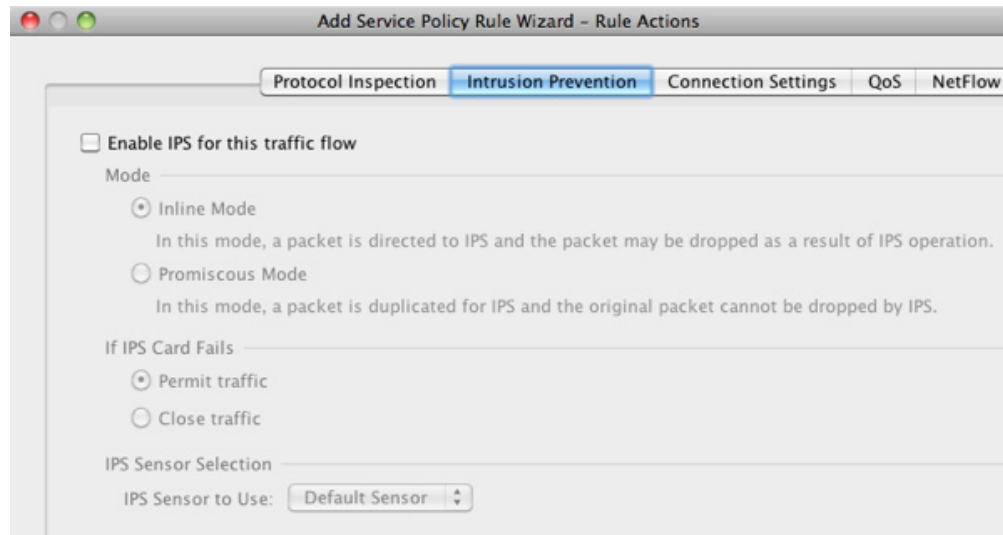 Add Service Policy Rule Wizard – Rule Actions
Protocol Inspection Intrusion Prevention Connection Settings QoS NetFlow
Enable IPS for this traffic flow
Mode
Inline Mode
In this mode, a packet is directed to IPS and the packet may be dropped as a result of IPS operation.
Promiscous Mode
In this mode, a packet is duplicated for IPS and the original packet cannot be dropped by IPS.
If IPS Card Fails
Permit traffic
Close traffic
IPS Sensor Selection
IPS Sensor to Use: Default Sensor